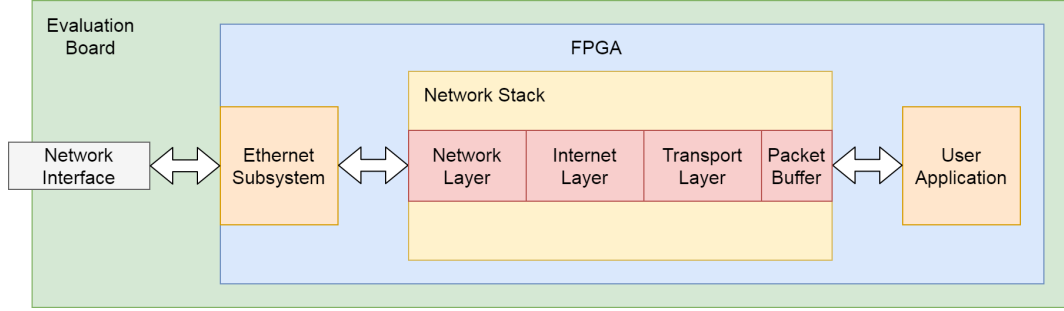 Evaluation
Board
FPGA
Network Stack
Network
Interface
Ethernet
Subsystem
Network
Layer
Internet
Layer
Transport
Layer
Packet
Buffer
User
Application